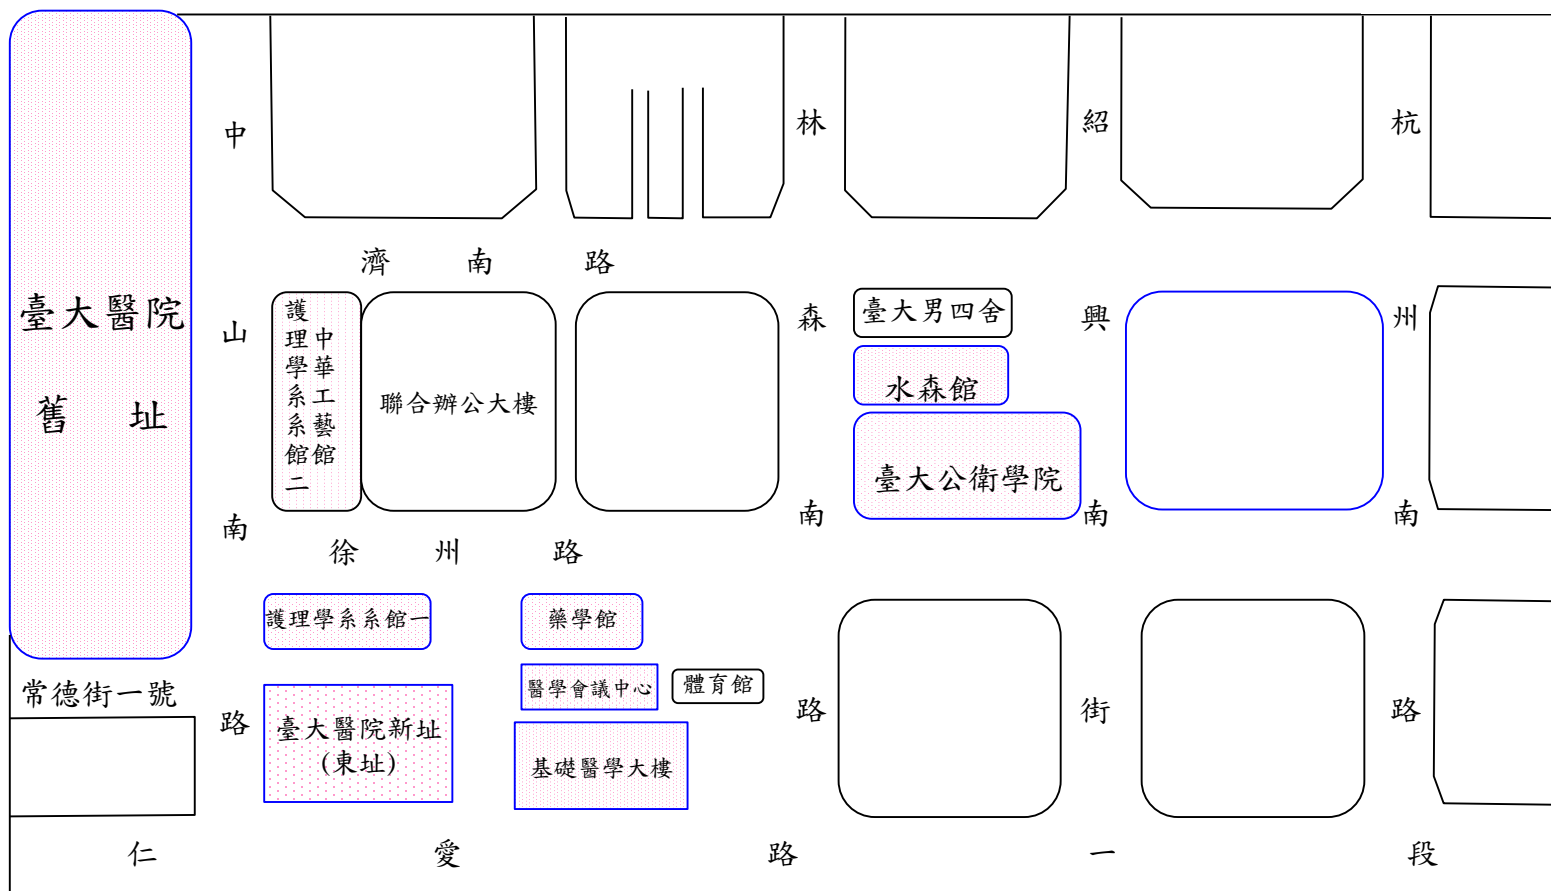 臺大醫院
舊 址
常德街一號
中山南路
濟南路
護理學系系館二
中華工藝館
聯合辦公大樓
徐州路
護理學系系館一
臺大醫院新址
(東址)
藥學館
醫學會議中心
體育館
基礎醫學大樓
林森南路
臺大男四舍
水森館
臺大公衛學院
紹興南街
杭州南路
仁愛路一段